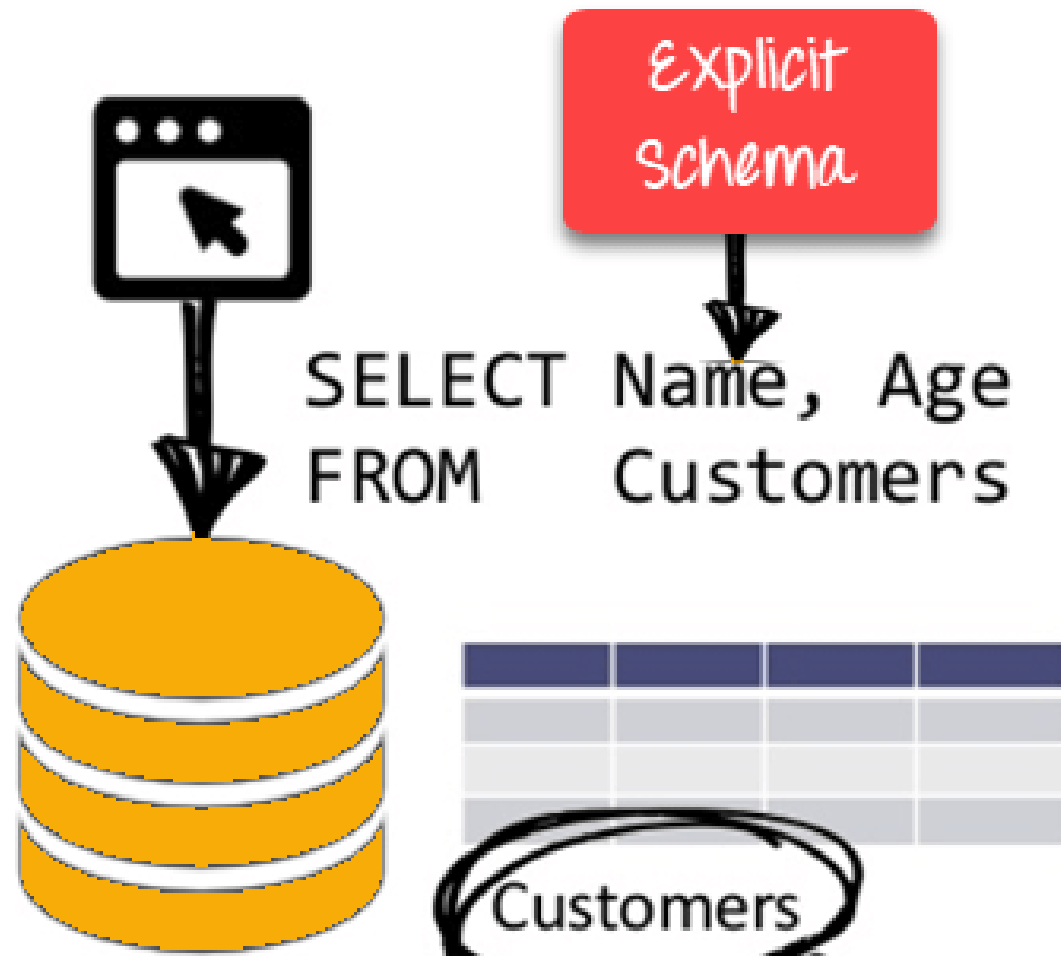 Explicit
Schema
SELECT Name, Age
FROM Customers
Customers